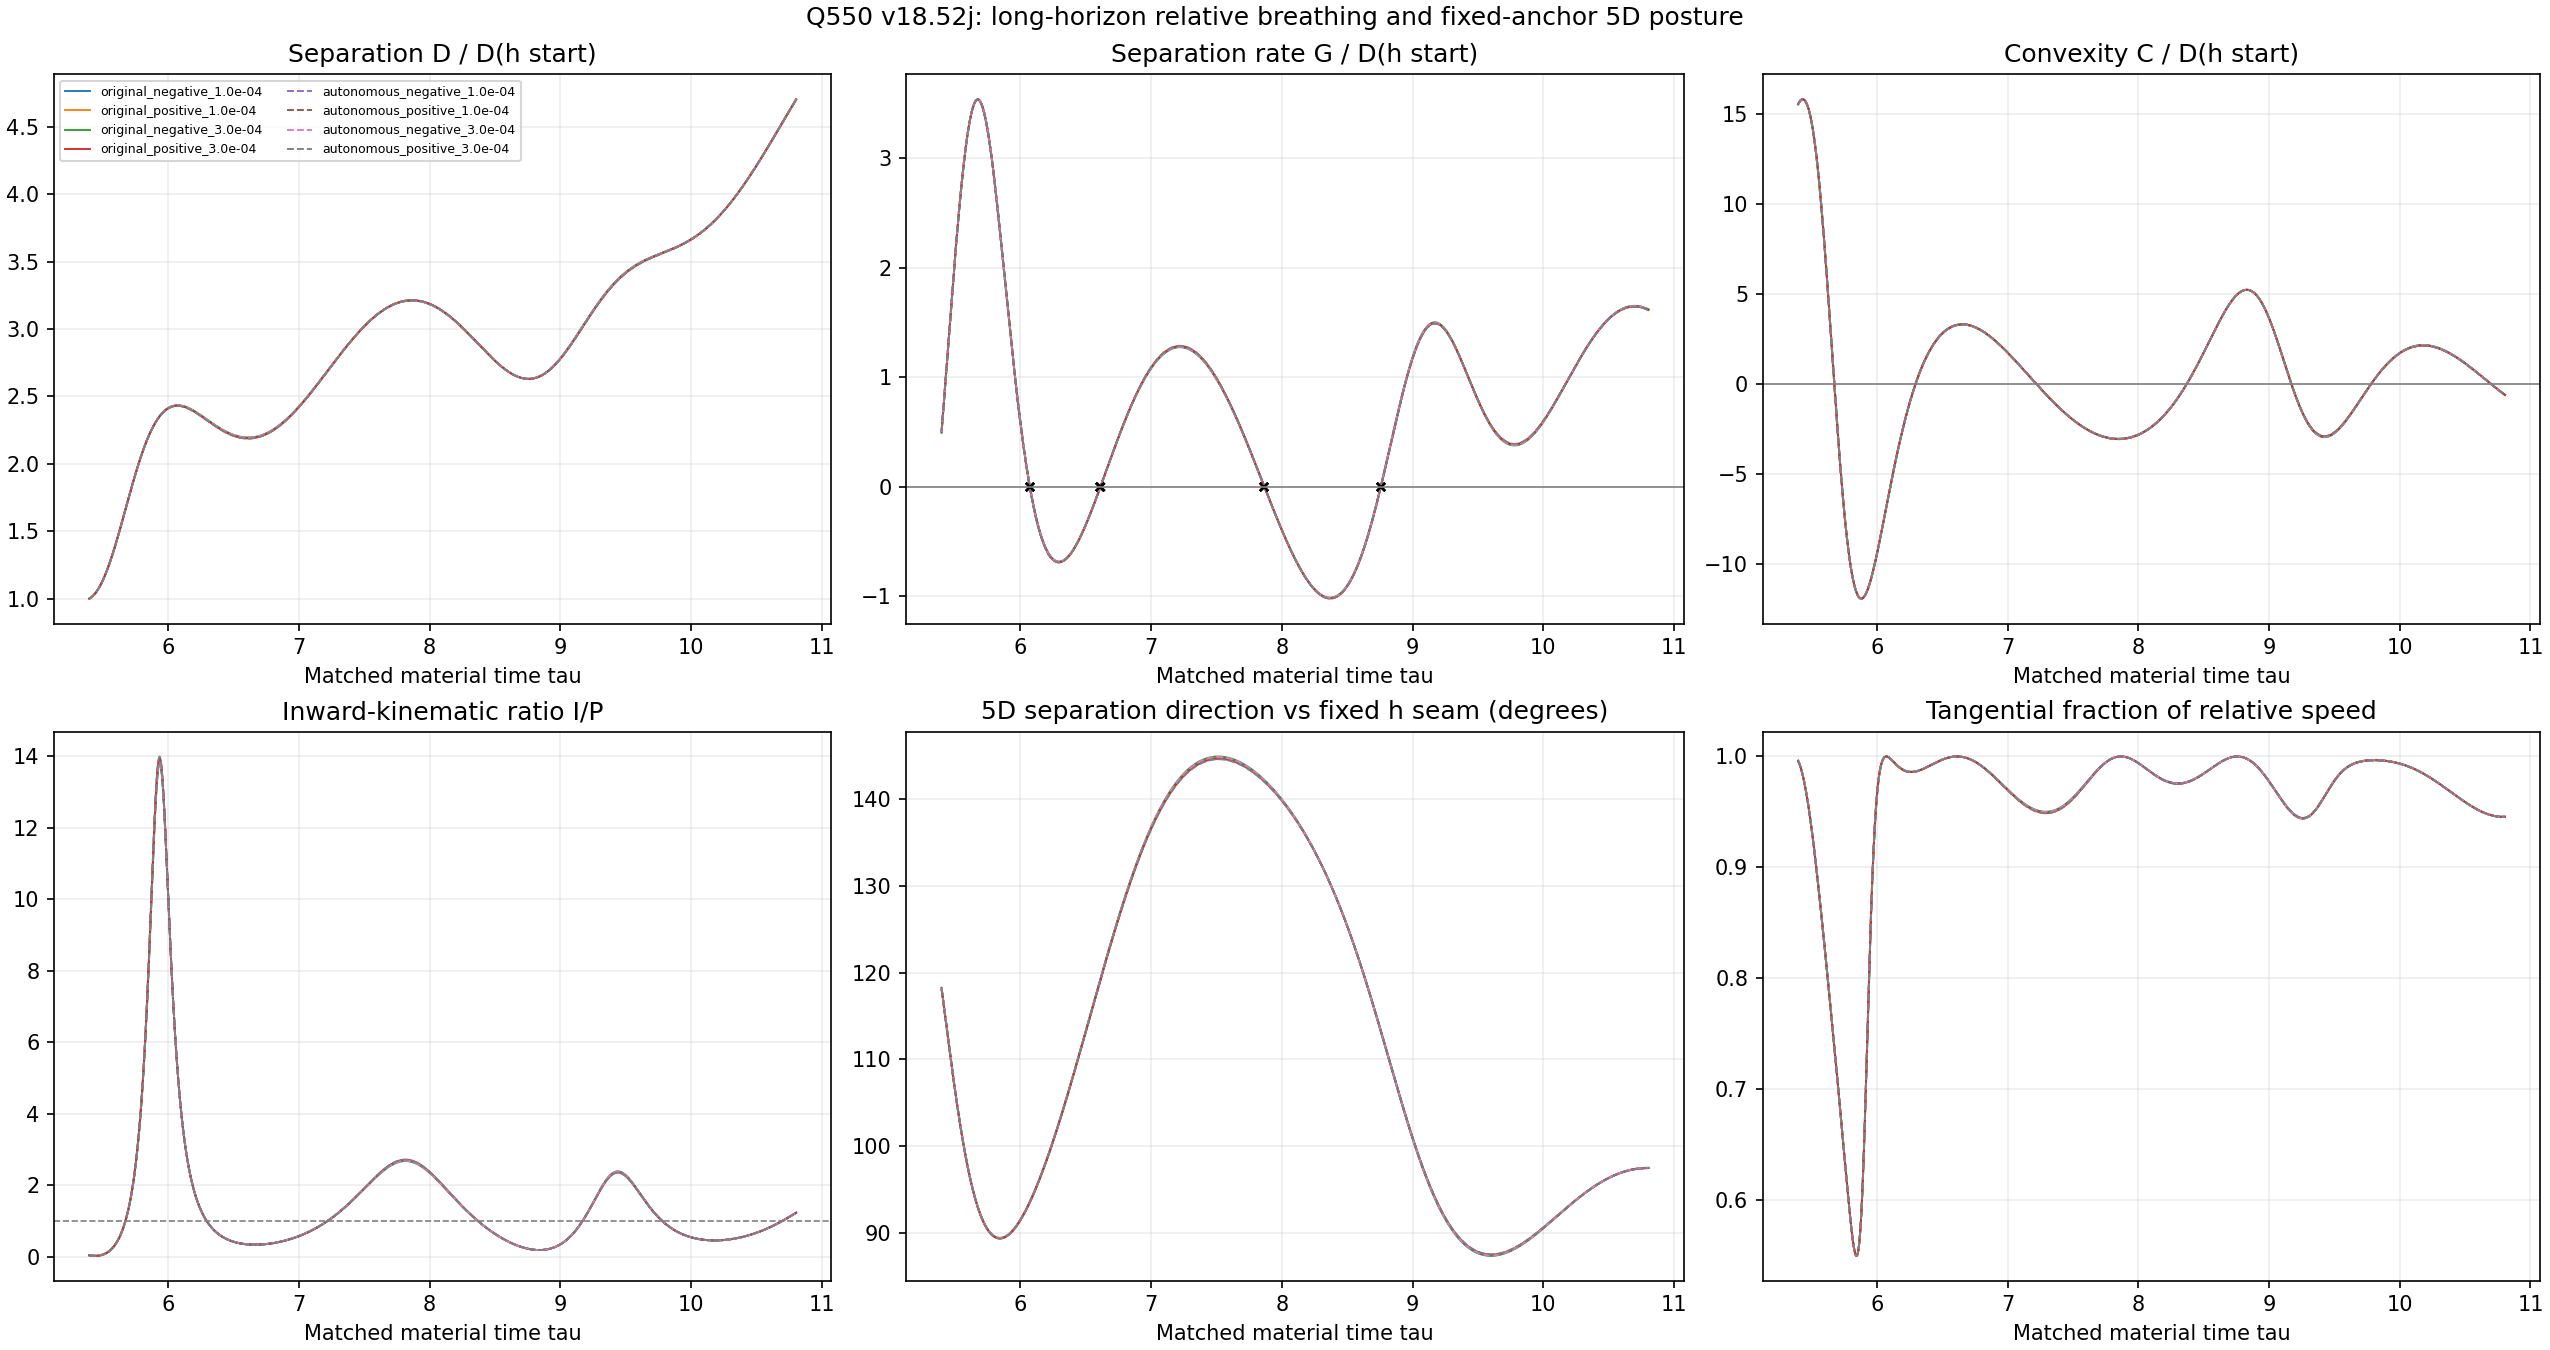 Q550 v18.52j: long-horizon relative breathing and fixed-anchor 5D posture
Separation D / D(h start)
original_negative_1.0e-04
original_positive_1.0e-04
original_negative_3.0e-04
original_positive_3.0e-04
autonomous_negative_1.0e-04
autonomous_positive_1.0e-04
autonomous_negative_3.0e-04
autonomous_positive_3.0e-04
4.5
4.0
3.5
3.0
2.5
2.0
1.5
1.0
6 7 8 9 10 11
Matched material time tau
Separation rate G / D(h start)
3
2
1
0
−1
6 7 8 9 10 11
Matched material time tau
Convexity C / D(h start)
15
10
5
0
−5
−10
6 7 8 9 10 11
Matched material time tau
Inward-kinematic ratio I/P
14
12
10
8
6
4
2
0
6 7 8 9 10 11
Matched material time tau
5D separation direction vs fixed h seam (degrees)
140
130
120
110
100
90
6 7 8 9 10 11
Matched material time tau
Tangential fraction of relative speed
1.0
0.9
0.8
0.7
0.6
6 7 8 9 10 11
Matched material time tau